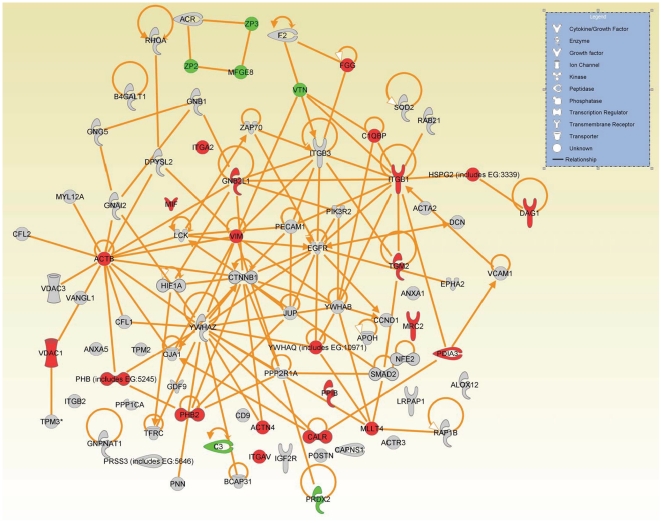 ACR
ZP3
RHOA
F2
ZP2
MFGE8
FGG
B4GALT1
VTN
GNB1
SOD2
RAB21
GNG5
ZAP70
C1QBP
ITGA2
DPYSL2
ITGB3
GNB2L1
ITGB1
HSPG2 (includes EG:3339)
MYL12A
GNAI2
MIF
PIK3R2
ACTA2
DAG1
CFL2
LCK
VIM
PECAM1
DCN
ACTB
EGFR
TGM2
VDAC3
HIF1A
CTNNB1
EPHA2
VCAM1
VANGL1
ANXA1
CFL1
YWHAZ
JUP
YWHAB
CCND1
MRC2
APOH
VDAC1
ANXA5
TPM2
GJA1
YWHAQ (includes EG:10971)
NFE2
PDIA3
PHB (includes EG:5245)
GDF9
PPP2R1A
SMAD2
ALOX12
ITGB2
PPP1CA
PPIB
LRPAP1
TPM3*
PHB2
CD9
ACTN4
TFRC
CALR
MLLT4
RAP1B
GNPNAT1
C3
ITGAV
IGF2R
POSTN
ACTR3
CAPNS1
PRSS3 (includes EG:5646)
PNN
BCAP31
PRDX2
Legend
Cytokine/Growth Factor
Enzyme
Growth factor
Ion Channel
Kinase
Peptidase
Phosphatase
Transcription Regulator
Transmembrane Receptor
Transporter
Unknown
Relationship